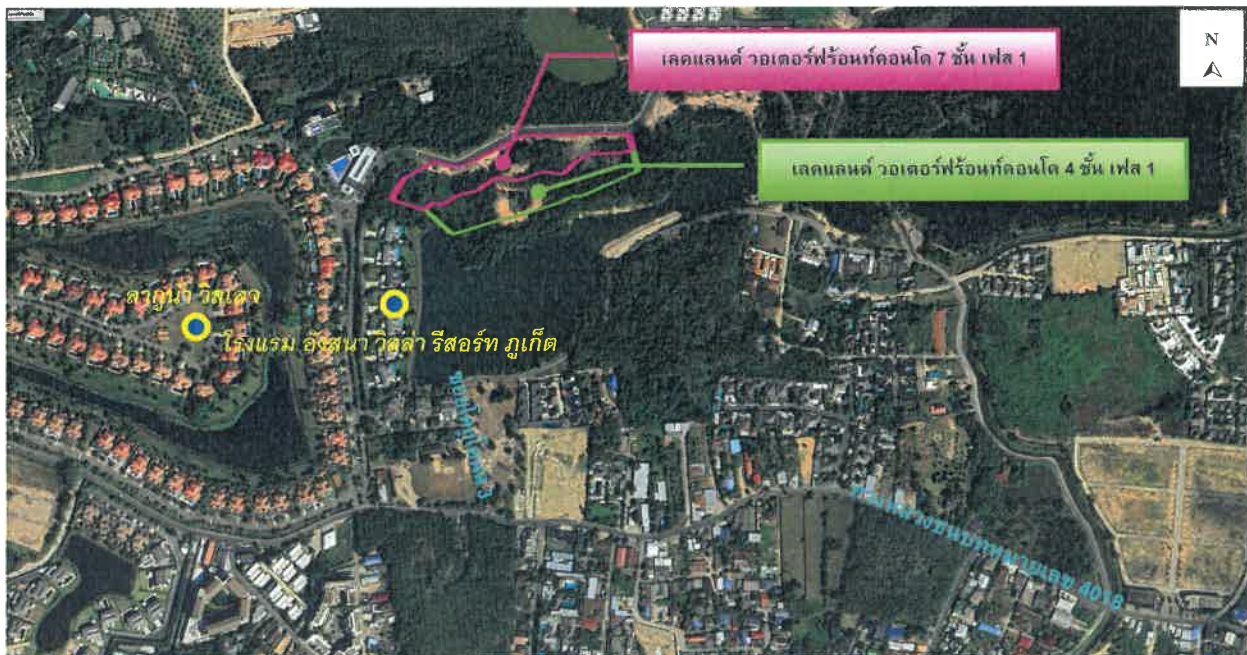 N
เลคแลนด์ วอเตอร์ฟร้อนท์คอนโด 7 ชั้น เฟส 1
เลคแลนด์ วอเตอร์ฟร้อนท์คอนโด 4 ชั้น เฟส 1
ลากูน่า วิลเลจ
โรงแรม อังสนา วิลล่า รีสอร์ท ภูเก็ต
4018